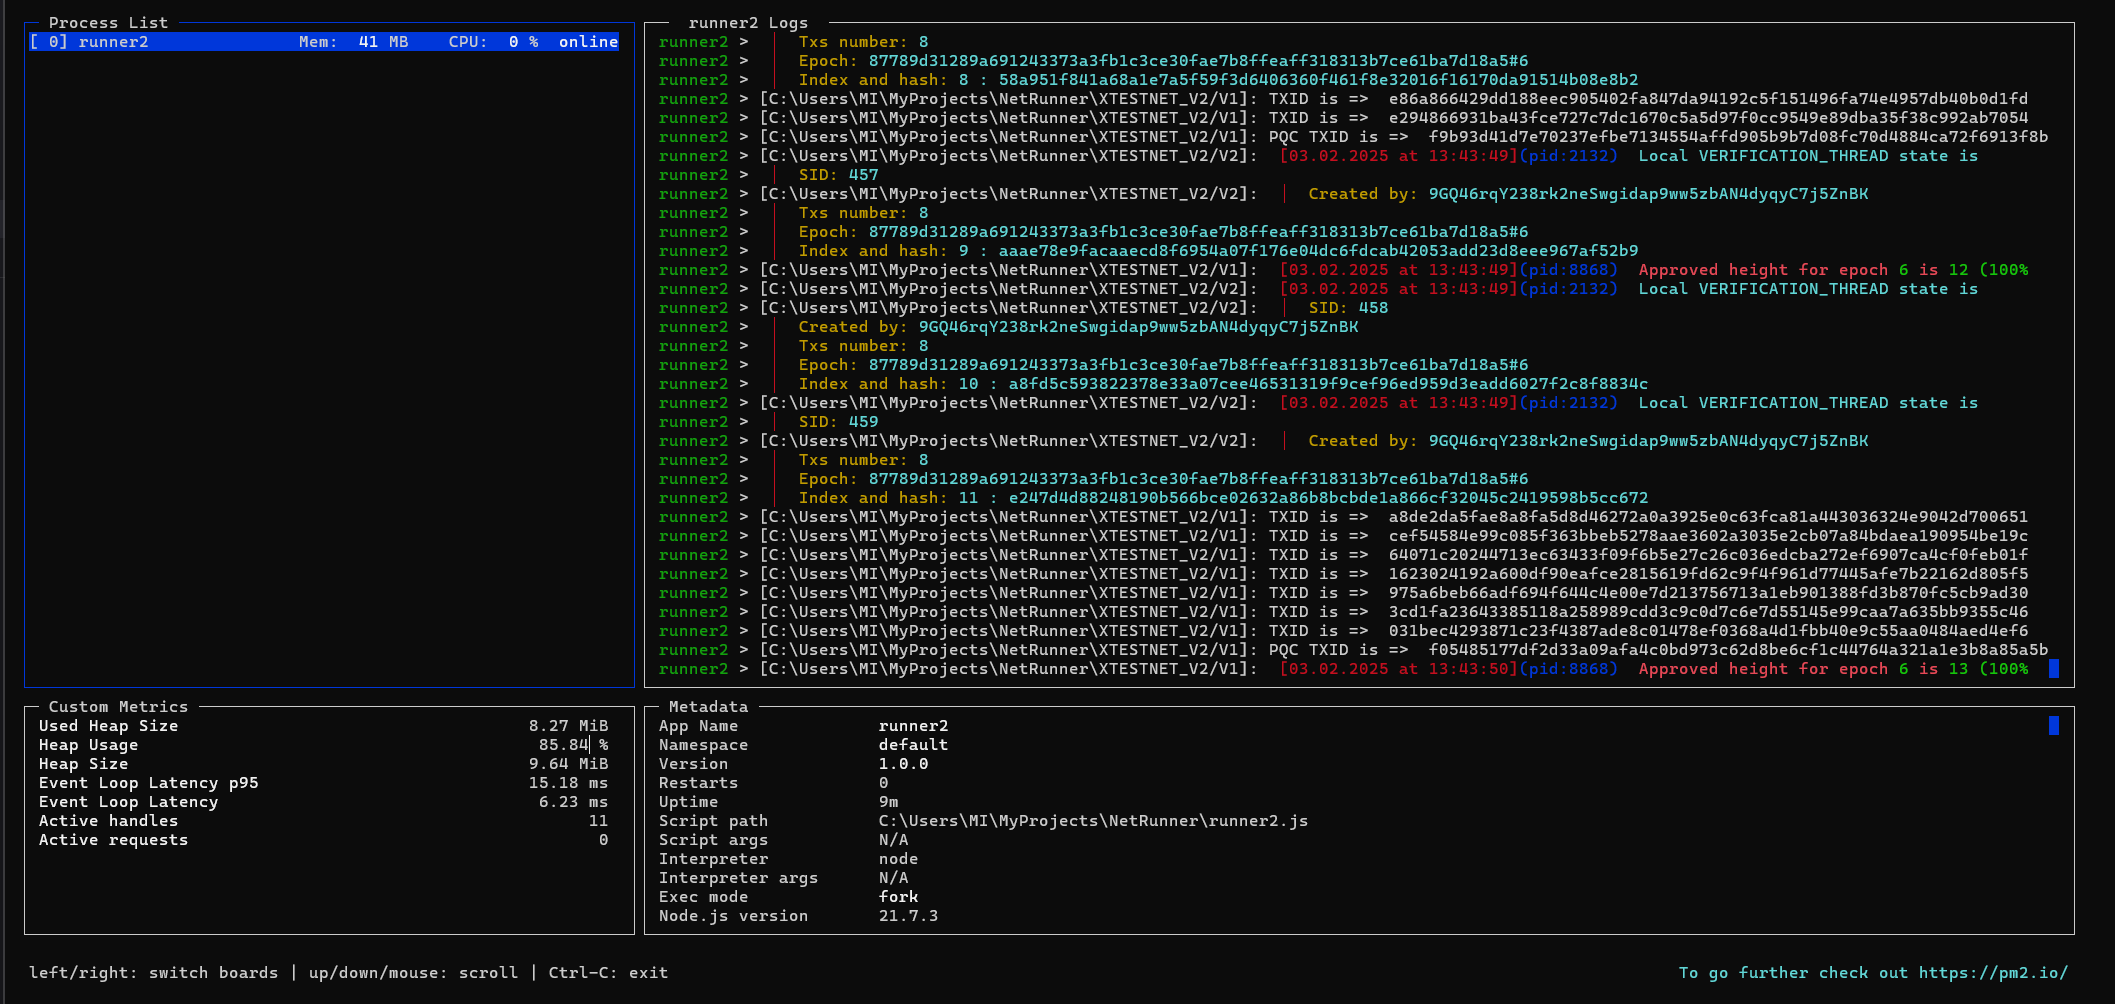 Process List
[ 0] runner2 Mem: 41 MB CPU: 0 % online
runner2 Logs
runner2 > │ Txs number: 8
runner2 > │ Epoch: 87789d31289a691243373a3fb1c3ce30fae7b8ffeaff318313b7ce61ba7d18a5#6
runner2 > │ Index and hash: 8 : 58a951f841a68a1e7a5f59f3d6406360f461f8e32016f16170da91514b08e8b2
runner2 > [C:\Users\MI\MyProjects\NetRunner\XTESTNET_V2/V1]: TXID is => e86a866429dd188eec905402fa847da94192c5f151496fa74e4957db40b0d1fd
runner2 > [C:\Users\MI\MyProjects\NetRunner\XTESTNET_V2/V1]: TXID is => e294866931ba43fce727c7dc1670c5a5d97f0cc9549e89dba35f38c992ab7054
runner2 > [C:\Users\MI\MyProjects\NetRunner\XTESTNET_V2/V1]: PQC TXID is => f9b93d41d7e70237efbe7134554affd905b9b7d08fc70d4884ca72f6913f8b
runner2 > [C:\Users\MI\MyProjects\NetRunner\XTESTNET_V2/V2]: [03.02.2025 at 13:43:49](pid:2132) Local VERIFICATION_THREAD state is
runner2 > │ SID: 457
runner2 > [C:\Users\MI\MyProjects\NetRunner\XTESTNET_V2/V2]: │ Created by: 9GQ46rqY238rk2neSwgidap9ww5zbAN4dyqyC7j5ZnBK
runner2 > │ Txs number: 8
runner2 > │ Epoch: 87789d31289a691243373a3fb1c3ce30fae7b8ffeaff318313b7ce61ba7d18a5#6
runner2 > │ Index and hash: 9 : aaae78e9facaaecd8f6954a07f176e04dc6fdcab42053add23d8eee967af52b9
runner2 > [C:\Users\MI\MyProjects\NetRunner\XTESTNET_V2/V1]: [03.02.2025 at 13:43:49](pid:8868) Approved height for epoch 6 is 12 (100%
runner2 > [C:\Users\MI\MyProjects\NetRunner\XTESTNET_V2/V2]: [03.02.2025 at 13:43:49](pid:2132) Local VERIFICATION_THREAD state is
runner2 > [C:\Users\MI\MyProjects\NetRunner\XTESTNET_V2/V2]: │ SID: 458
runner2 > │ Created by: 9GQ46rqY238rk2neSwgidap9ww5zbAN4dyqyC7j5ZnBK
runner2 > │ Txs number: 8
runner2 > │ Epoch: 87789d31289a691243373a3fb1c3ce30fae7b8ffeaff318313b7ce61ba7d18a5#6
runner2 > │ Index and hash: 10 : a8fd5c593822378e33a07cee46531319f9cef96ed959d3eadd6027f2c8f8834c
runner2 > [C:\Users\MI\MyProjects\NetRunner\XTESTNET_V2/V2]: [03.02.2025 at 13:43:49](pid:2132) Local VERIFICATION_THREAD state is
runner2 > │ SID: 459
runner2 > [C:\Users\MI\MyProjects\NetRunner\XTESTNET_V2/V2]: │ Created by: 9GQ46rqY238rk2neSwgidap9ww5zbAN4dyqyC7j5ZnBK
runner2 > │ Txs number: 8
runner2 > │ Epoch: 87789d31289a691243373a3fb1c3ce30fae7b8ffeaff318313b7ce61ba7d18a5#6
runner2 > │ Index and hash: 11 : e247d4d88248190b566bce02632a86b8bcbde1a866cf32045c2419598b5cc672
runner2 > [C:\Users\MI\MyProjects\NetRunner\XTESTNET_V2/V1]: TXID is => a8de2da5fae8a8fa5d8d46272a0a3925e0c63fca81a443036324e9042d700651
runner2 > [C:\Users\MI\MyProjects\NetRunner\XTESTNET_V2/V1]: TXID is => cef54584e99c085f363bbeb5278aae3602a3035e2cb07a84bdaea190954be19c
runner2 > [C:\Users\MI\MyProjects\NetRunner\XTESTNET_V2/V1]: TXID is => 64071c20244713ec63433f09f6b5e27c26c036edcba272ef6907ca4cf0feb01f
runner2 > [C:\Users\MI\MyProjects\NetRunner\XTESTNET_V2/V1]: TXID is => 1623024192a600df90eafce2815619fd62c9f4f961d77445afe7b22162d805f5
runner2 > [C:\Users\MI\MyProjects\NetRunner\XTESTNET_V2/V1]: TXID is => 975a6beb66adf694f644c4e00e7d213756713a1eb901388fd3b870fc5cb9ad30
runner2 > [C:\Users\MI\MyProjects\NetRunner\XTESTNET_V2/V1]: TXID is => 3cd1fa23643385118a258989cdd3c9c0d7c6e7d55145e99caa7a635bb9355c46
runner2 > [C:\Users\MI\MyProjects\NetRunner\XTESTNET_V2/V1]: TXID is => 031bec4293871c23f4387ade8c01478ef0368a4d1fbb40e9c55aa0484aed4ef6
runner2 > [C:\Users\MI\MyProjects\NetRunner\XTESTNET_V2/V1]: PQC TXID is => f05485177df2d33a09afa4c0bd973c62d8be6cf1c44764a321a1e3b8a85a5b
runner2 > [C:\Users\MI\MyProjects\NetRunner\XTESTNET_V2/V1]: [03.02.2025 at 13:43:50](pid:8868) Approved height for epoch 6 is 13 (100%
Custom Metrics
Used Heap Size 8.27 MiB
Heap Usage 85.84 %
Heap Size 9.64 MiB
Event Loop Latency p95 15.18 ms
Event Loop Latency 6.23 ms
Active handles 11
Active requests 0
Metadata
App Name runner2
Namespace default
Version 1.0.0
Restarts 0
Uptime 9m
Script path C:\Users\MI\MyProjects\NetRunner\runner2.js
Script args N/A
Interpreter node
Interpreter args N/A
Exec mode fork
Node.js version 21.7.3
left/right: switch boards | up/down/mouse: scroll | Ctrl-C: exit
To go further check out https://pm2.io/